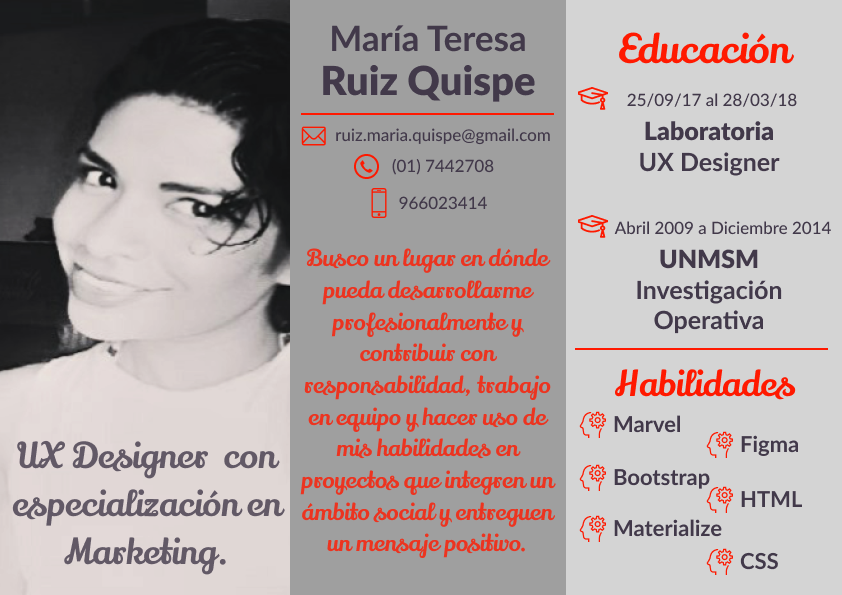 UX Designer con
especialización en
Marketing.
María Teresa
Ruiz Quispe
ruiz.maria.quispe@gmail.com
(01) 7442708
966023414
Busco un lugar en dónde
pueda desarrollarme
profesionalmente y
contribuir con
responsabilidad, trabajo
en equipo y hacer uso de
mis habilidades en
proyectos que integren un
ámbito social y entreguen
un mensaje positivo.
Educación
25/09/17 al 28/03/18
Laboratoria
UX Designer
Abril 2009 a Diciembre 2014
UNMSM
Investigación
Operativa
Habilidades
Marvel
Figma
Bootstrap
HTML
Materialize
CSS